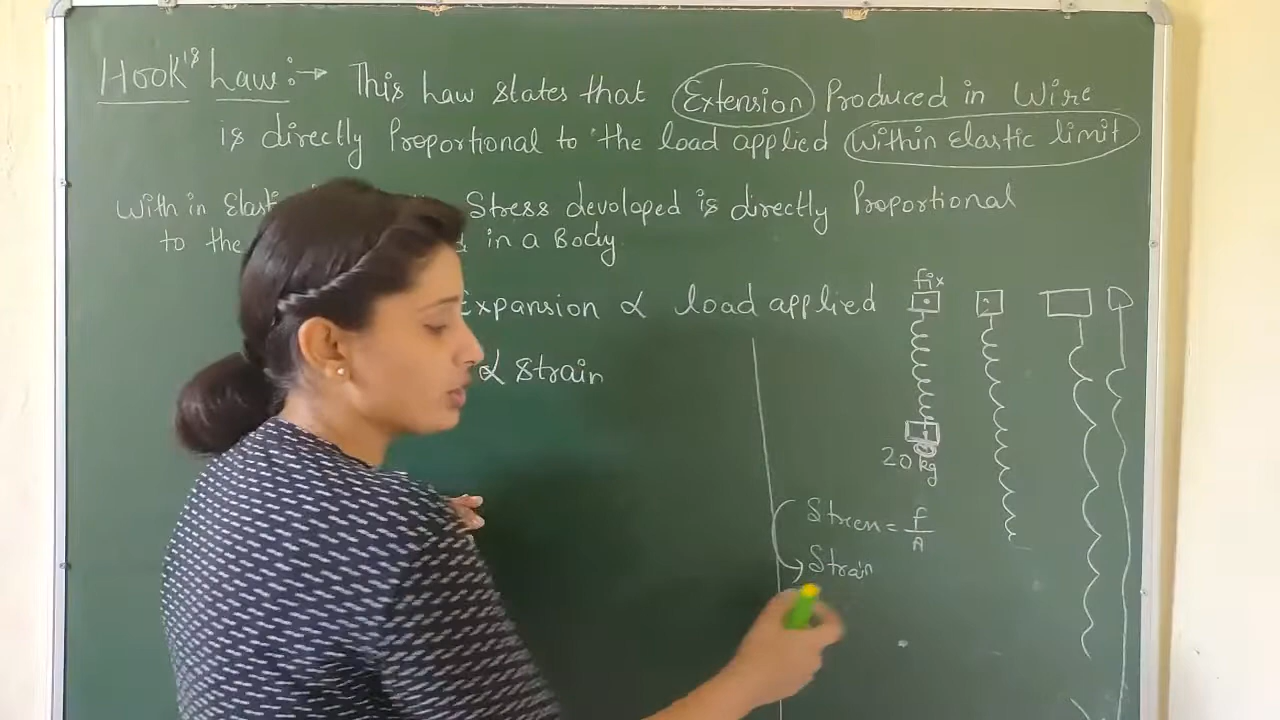 Hook's Law :→ This Law states that Extension Produced in Wire
is directly Proportional to the load applied Within Elastic limit
With in Elastic Stress devoloped is directly Proportional
to the in a Body
Expansion ∝ load applied
∝ Strain
fix
20 kg
Stress = F/A
Strain